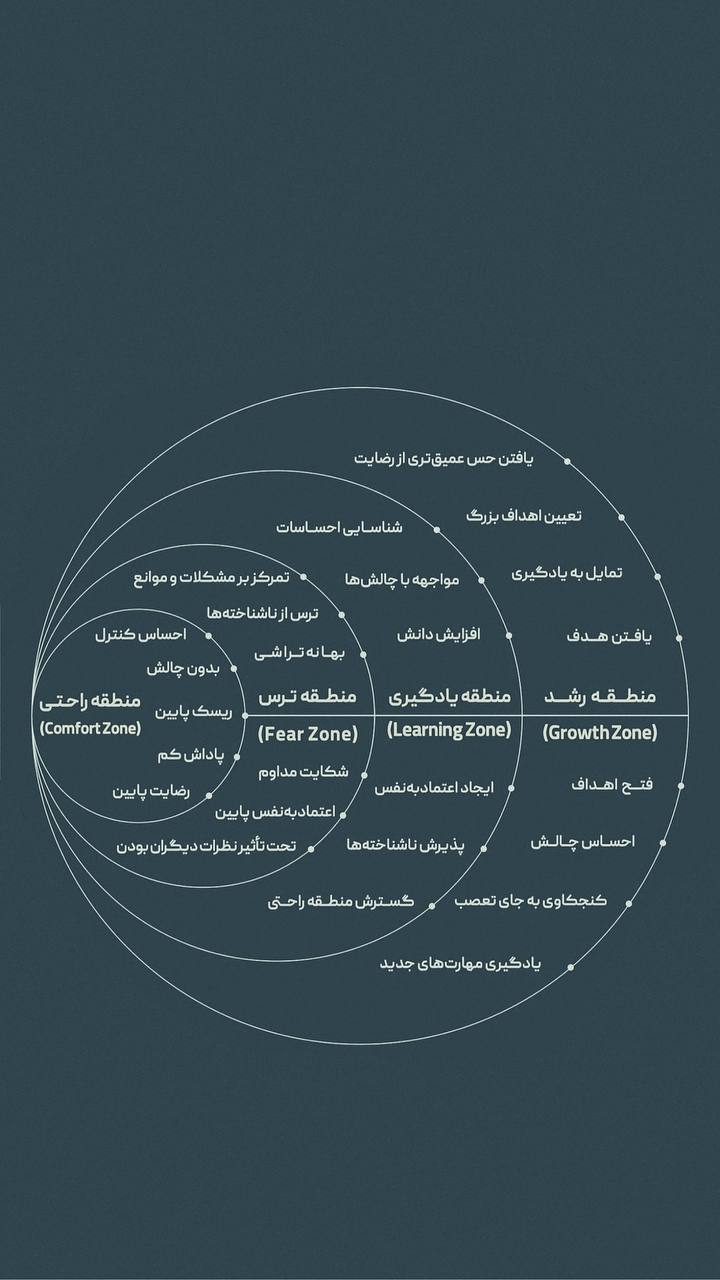 یافتن حس عمیق‌تری از رضایت
تعیین اهداف بزرگ
تمایل به یادگیری
یافتن هدف
منطقه رشد
(Growth Zone)
فتح اهداف
احساس چالش
کنجکاوی به جای تعصب
یادگیری مهارت‌های جدید
شناسایی احساسات
مواجهه با چالش‌ها
افزایش دانش
منطقه یادگیری
(Learning Zone)
ایجاد اعتمادبه‌نفس
پذیرش ناشناخته‌ها
گسترش منطقه راحتی
تمرکز بر مشکلات و موانع
ترس از ناشناخته‌ها
بهانه تراشی
منطقه ترس
(Fear Zone)
شکایت مداوم
اعتمادبه‌نفس پایین
تحت تأثیر نظرات دیگران بودن
احساس کنترل
بدون چالش
ریسک پایین
منطقه راحتی
(Comfort Zone)
پاداش کم
رضایت پایین